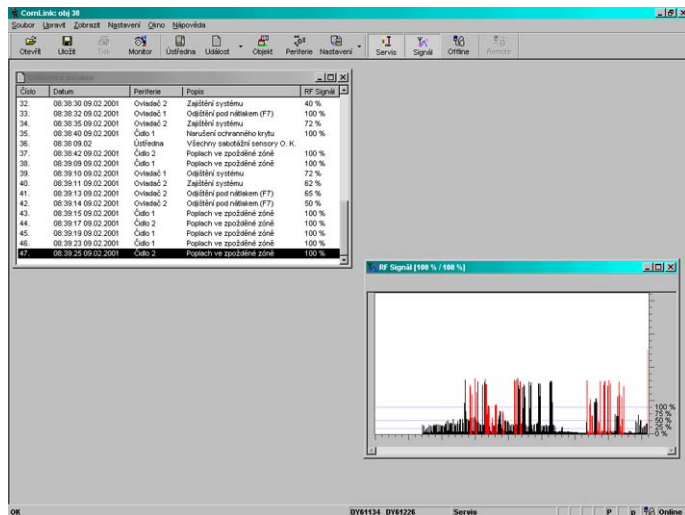 ComLink: obj 30
Soubor Upravit Zobrazit Nastavení Okno Nápověda
Otevřít Uložit Tisk Monitor Ústředna Událost Objekt Periferie Nastavení Servis Signál Offline Remote
Číslo Datum Periferie Popis RF Signál
32. 08:38:30 09.02.2001 Ovladač 2 Zajištění systému 40 %
33. 08:38:32 09.02.2001 Ovladač 1 Odjištění pod nátlakem (F7) 100 %
34. 08:38:35 09.02.2001 Ovladač 2 Zajištění systému 72 %
35. 08:38:40 09.02.2001 Čidlo 1 Narušení ochranného krytu 100 %
36. 08:38 09.02 Ústředna Všechny sabotážní sensory O. K.
37. 08:38:42 09.02.2001 Čidlo 2 Poplach ve zpožděné zóně 100 %
38. 08:39:09 09.02.2001 Čidlo 1 Poplach ve zpožděné zóně 100 %
39. 08:39:10 09.02.2001 Ovladač 1 Odjištění systému 72 %
40. 08:39:11 09.02.2001 Ovladač 2 Zajištění systému 62 %
41. 08:39:13 09.02.2001 Ovladač 2 Odjištění pod nátlakem (F7) 65 %
42. 08:39:14 09.02.2001 Ovladač 2 Odjištění pod nátlakem (F7) 50 %
43. 08:39:15 09.02.2001 Čidlo 1 Poplach ve zpožděné zóně 100 %
44. 08:39:17 09.02.2001 Čidlo 2 Poplach ve zpožděné zóně 100 %
45. 08:39:19 09.02.2001 Čidlo 1 Poplach ve zpožděné zóně 100 %
46. 08:39:23 09.02.2001 Čidlo 1 Poplach ve zpožděné zóně 100 %
47. 08:39:25 09.02.2001 Čidlo 2 Poplach ve zpožděné zóně 100 %
RF Signál [100 % / 100 %]
100 %
75 %
50 %
25 %
0 %
OK DY61134 DY61226 Servis P p Online